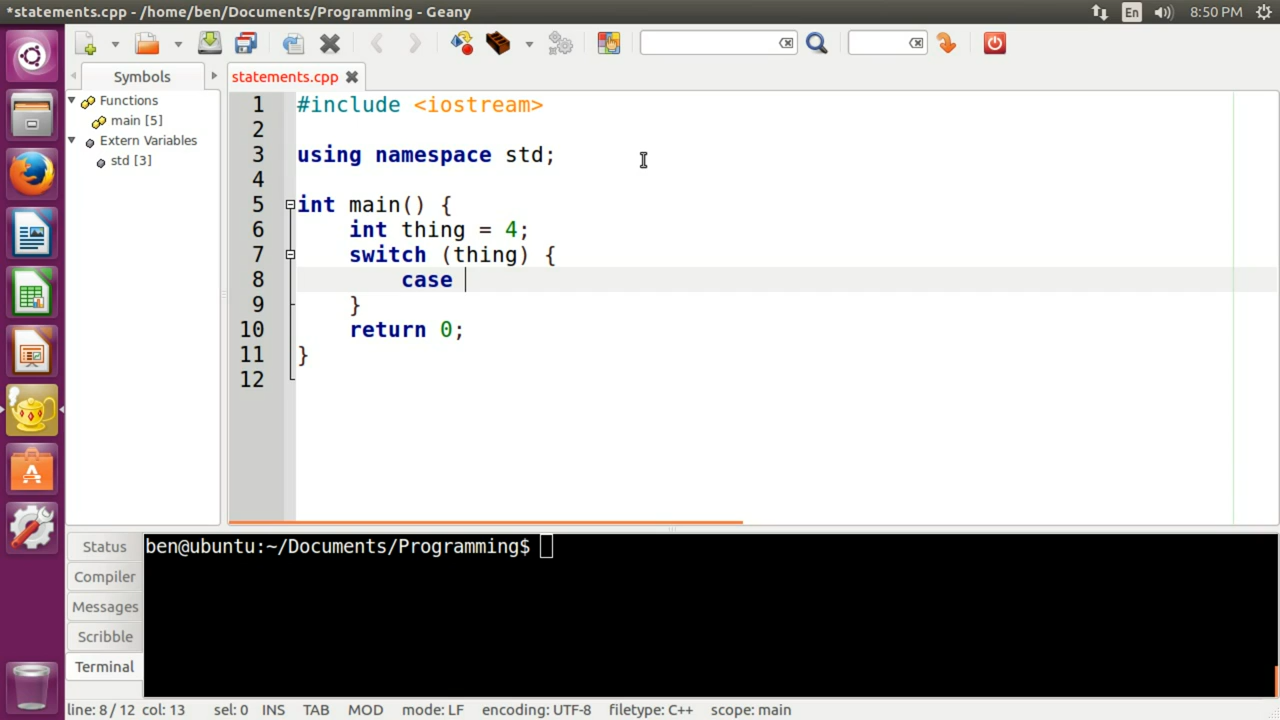 *statements.cpp - /home/ben/Documents/Programming - Geany
En
8:50 PM
Symbols
statements.cpp
Functions
main [5]
Extern Variables
std [3]
1 #include <iostream>
2
3 using namespace std;
4
5 int main() {
6 int thing = 4;
7 switch (thing) {
8 case
9 }
10 return 0;
11 }
12
Status
Compiler
Messages
Scribble
Terminal
ben@ubuntu:~/Documents/Programming$
line: 8 / 12 col: 13 sel: 0 INS TAB MOD mode: LF encoding: UTF-8 filetype: C++ scope: main